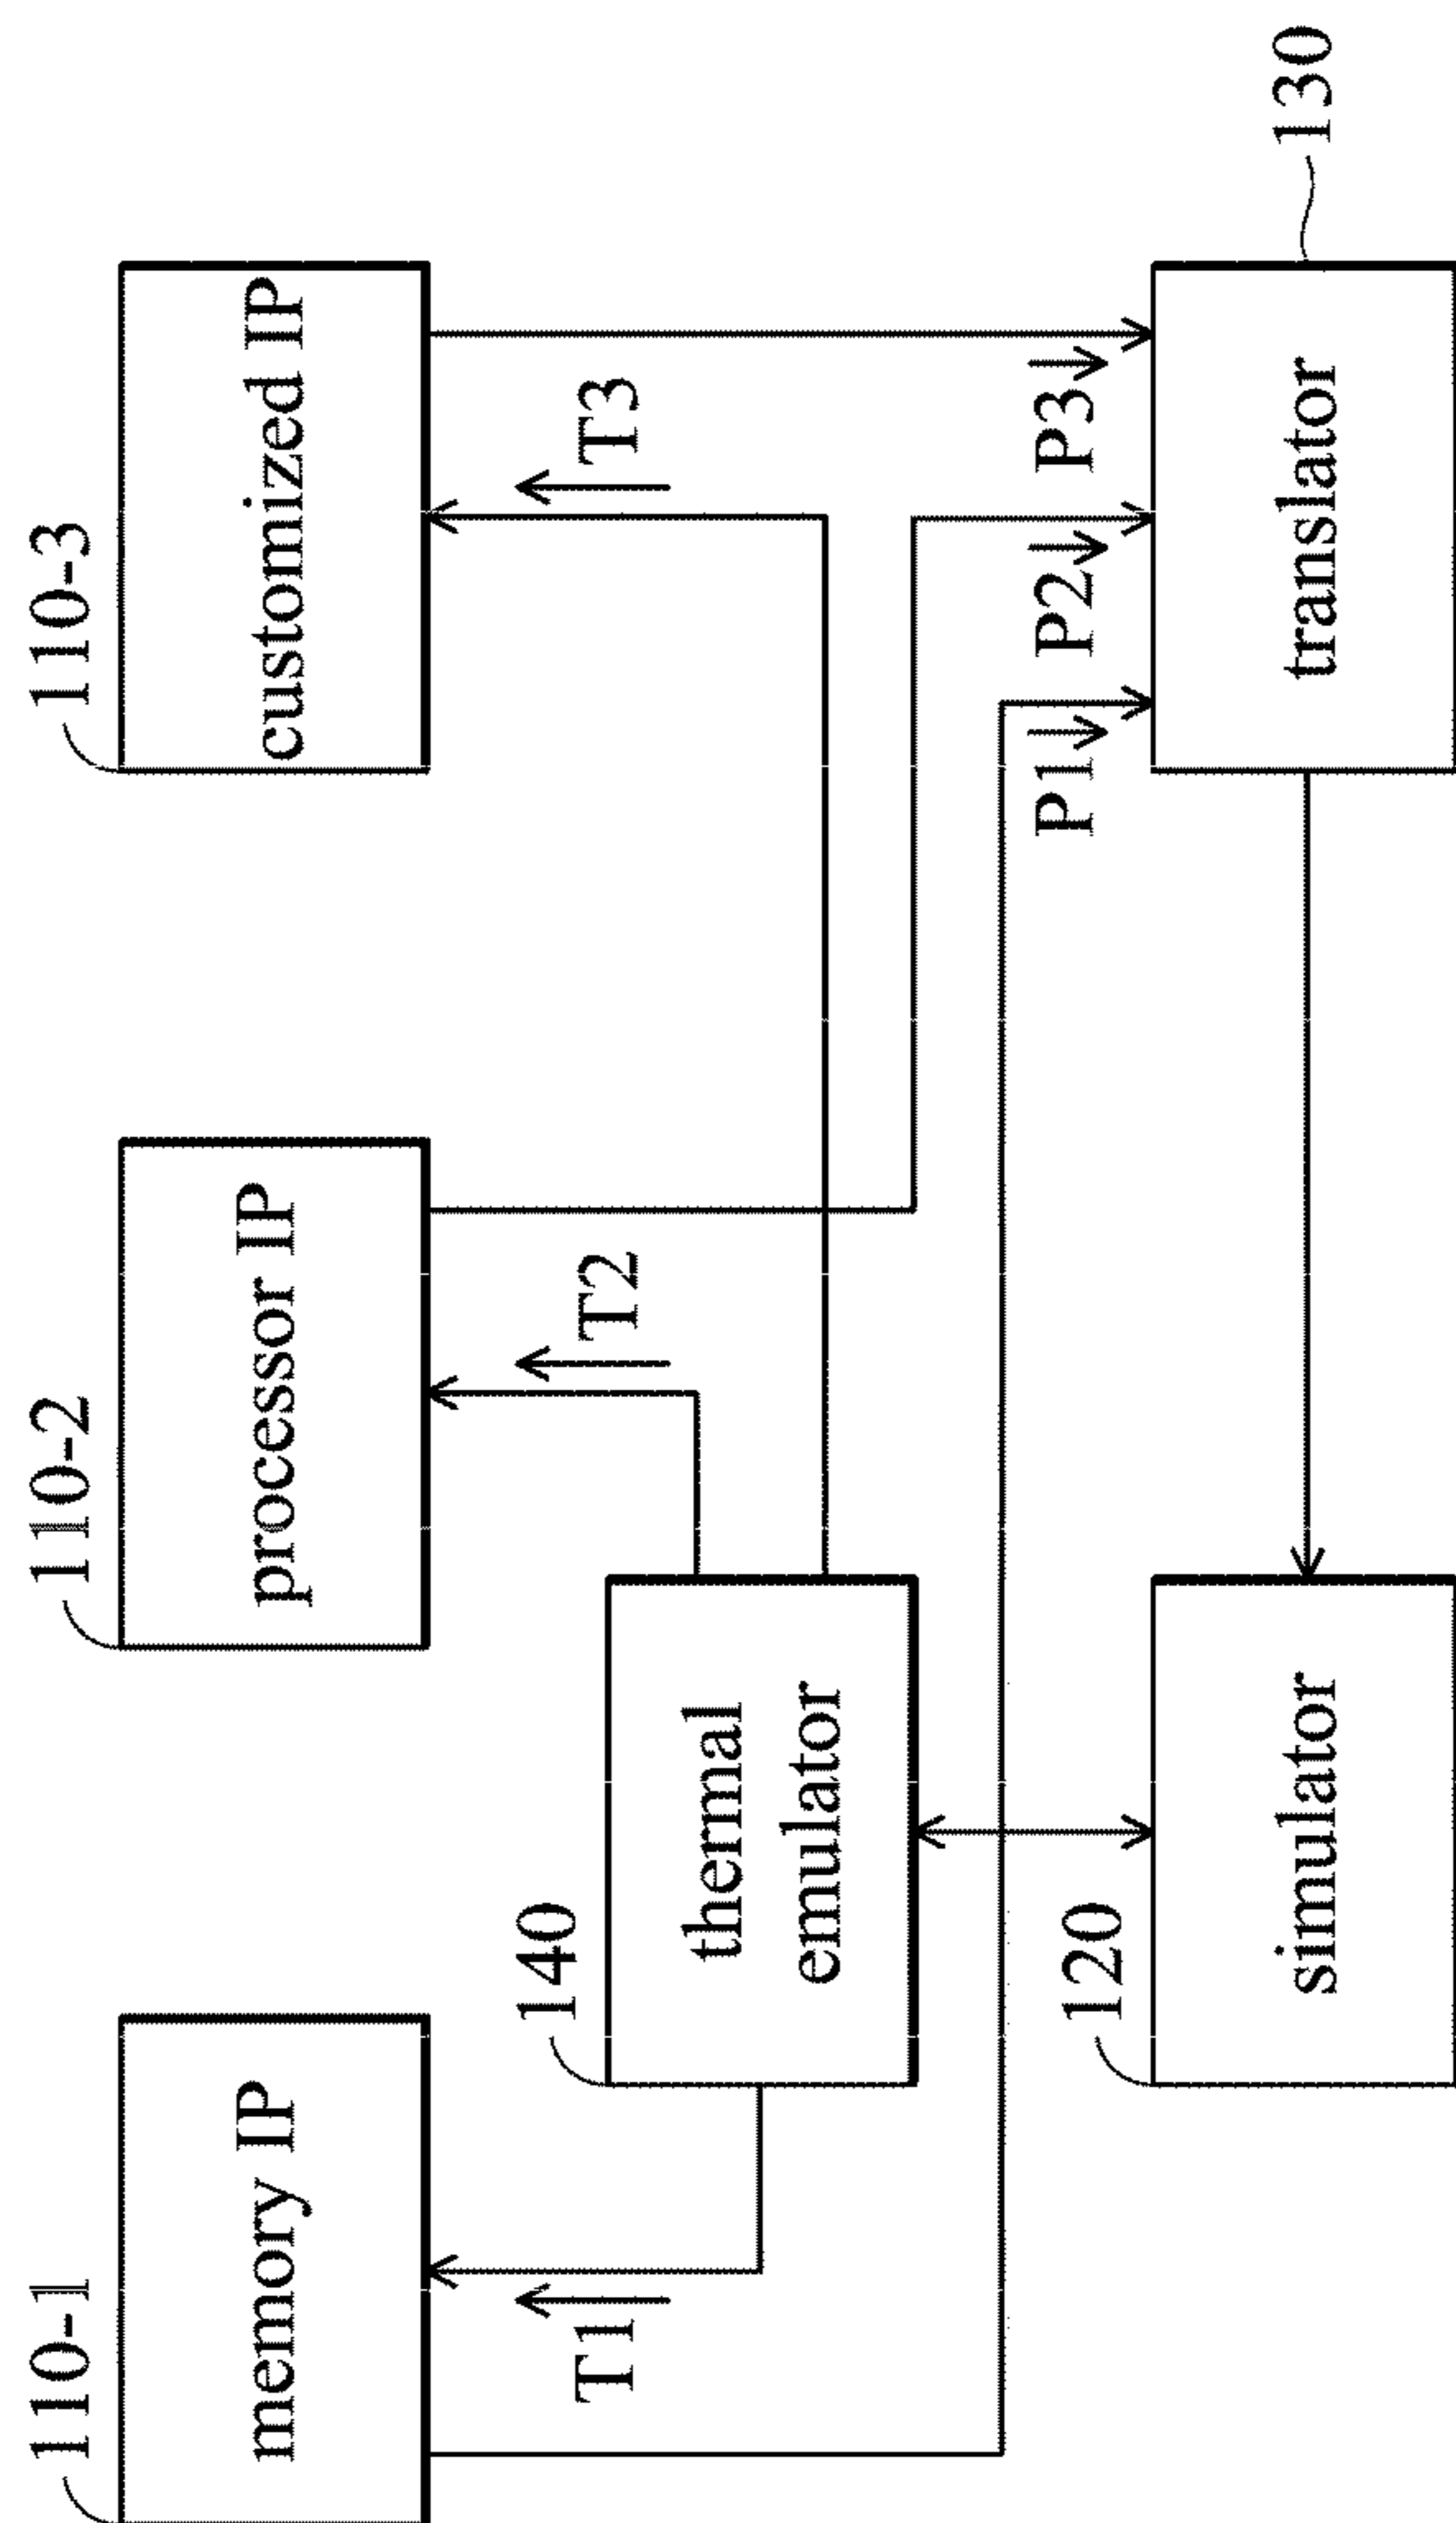 110-1
110-2
110-3
memory IP
processor IP
customized IP
T1
T2
T3
140
thermal
emulator
P1
P2
P3
120
simulator
translator
130